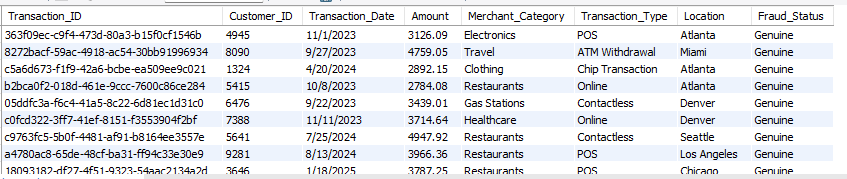 Transaction_ID Customer_ID Transaction_Date Amount Merchant_Category Transaction_Type Location Fraud_Status
363f09ec-c9f4-473d-80a3-b15f0cf1546b 4945 11/1/2023 3126.09 Electronics POS Atlanta Genuine
8272bacf-59ac-4918-ac54-30bb91996934 8090 9/27/2023 4759.05 Travel ATM Withdrawal Miami Genuine
c5a6d673-f1f9-42a6-bcbe-ea509ee9c021 1324 4/20/2024 2892.15 Clothing Chip Transaction Atlanta Genuine
b2bca0f2-018d-461e-9ccc-7600c86ce284 5415 10/8/2023 2784.08 Restaurants Online Atlanta Genuine
05ddfc3a-f6c4-41a5-8c22-6d81ec1d31c0 6476 9/22/2023 3439.01 Gas Stations Contactless Denver Genuine
c0fcd322-3ff7-41ef-8151-f3553904f2bf 7388 11/11/2023 3714.64 Healthcare Online Denver Genuine
c9763fc5-5b0f-4481-af91-b8164ee3557e 5641 7/25/2024 4947.92 Restaurants Contactless Seattle Genuine
a4780ac8-65de-48cf-ba31-ff94c33e30e9 9281 8/13/2024 3966.36 Restaurants POS Los Angeles Genuine
18093182-df27-4f51-9323-54aac2134a2d 3646 1/18/2025 3787.25 Restaurants POS Chicago Genuine